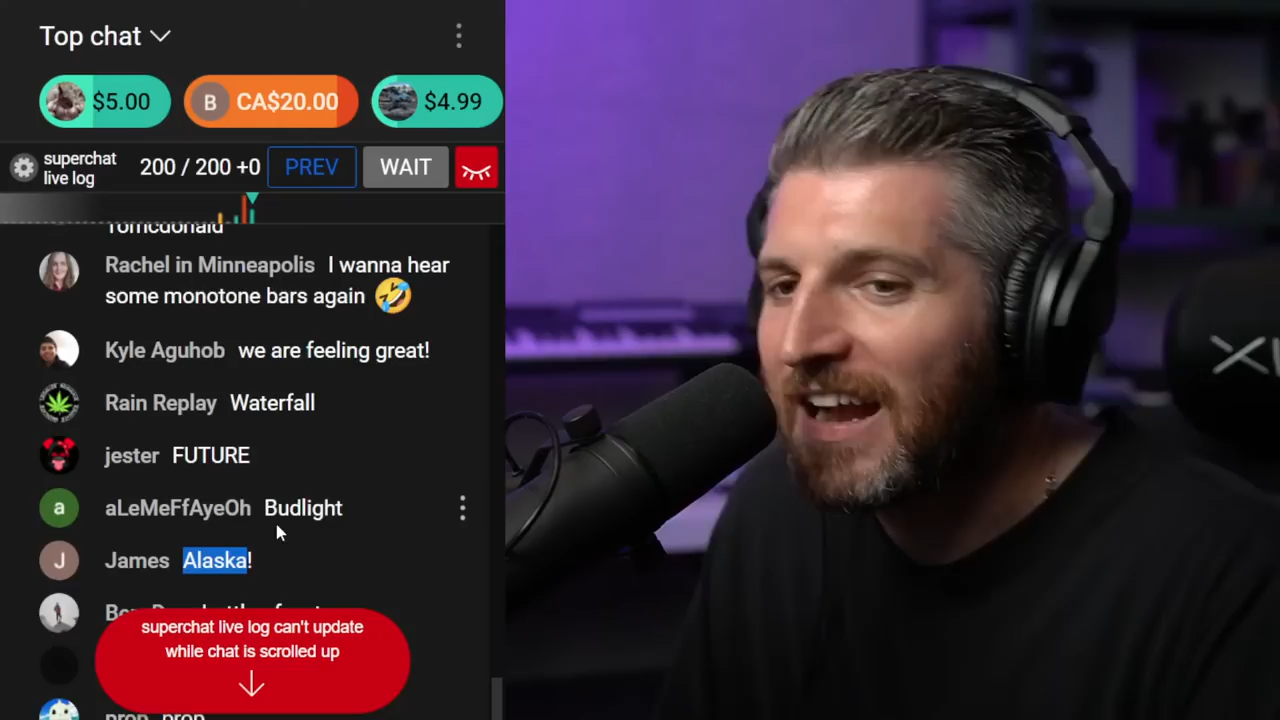 Top chat
$5.00
B CA$20.00
$4.99
superchat
live log
200 / 200 +0
PREV
WAIT
Tomcdonald
Rachel in Minneapolis I wanna hear
some monotone bars again
Kyle Aguhob we are feeling great!
Rain Replay Waterfall
jester FUTURE
a aLeMeFfAyeOh Budlight
J James Alaska!
superchat live log can't update
while chat is scrolled up